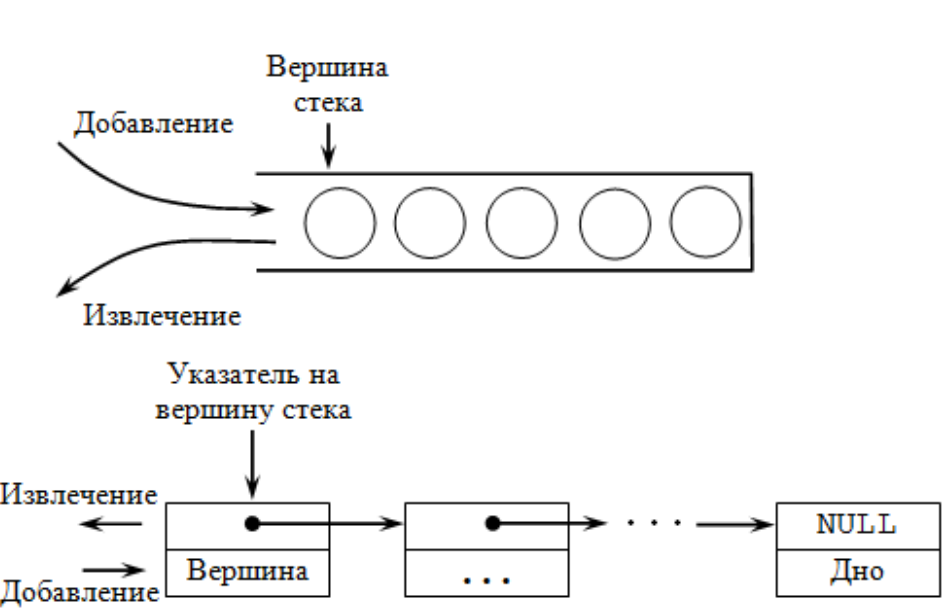 Вершина
стека
Добавление
Извлечение
Указатель на
вершину стека
Извлечение
NULL
Вершина
...
Дно
Добавление